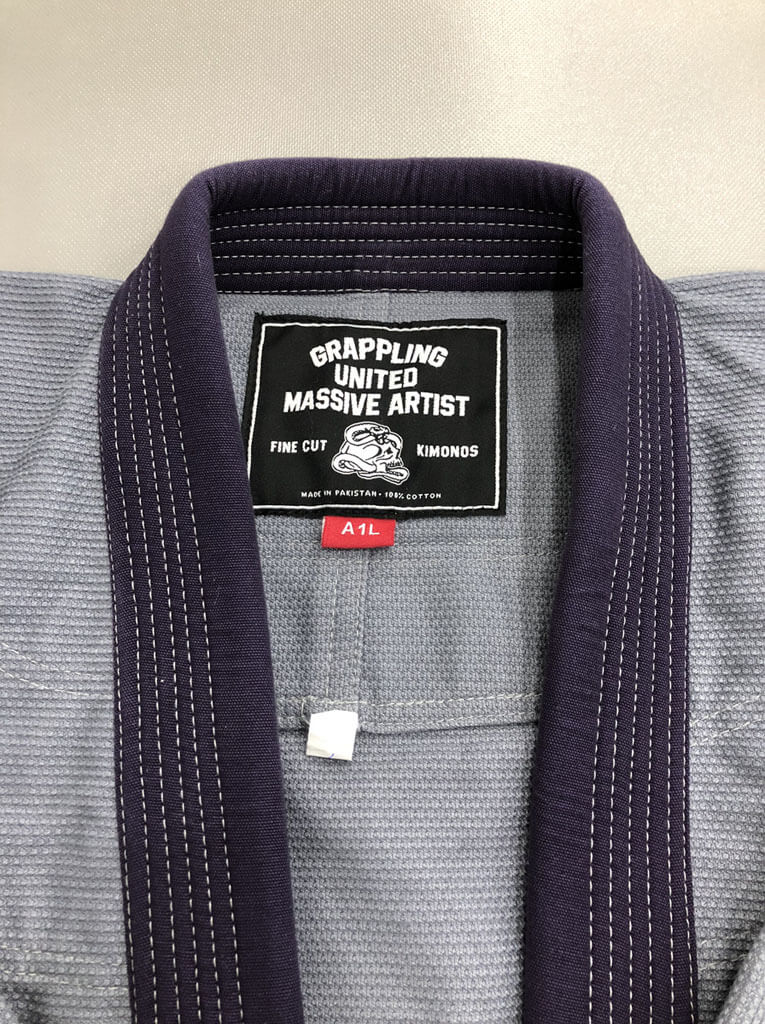 GRAPPLING
UNITED
MASSIVE ARTIST
FINE CUT KIMONOS
MADE IN PAKISTAN • 100% COTTON
A1L